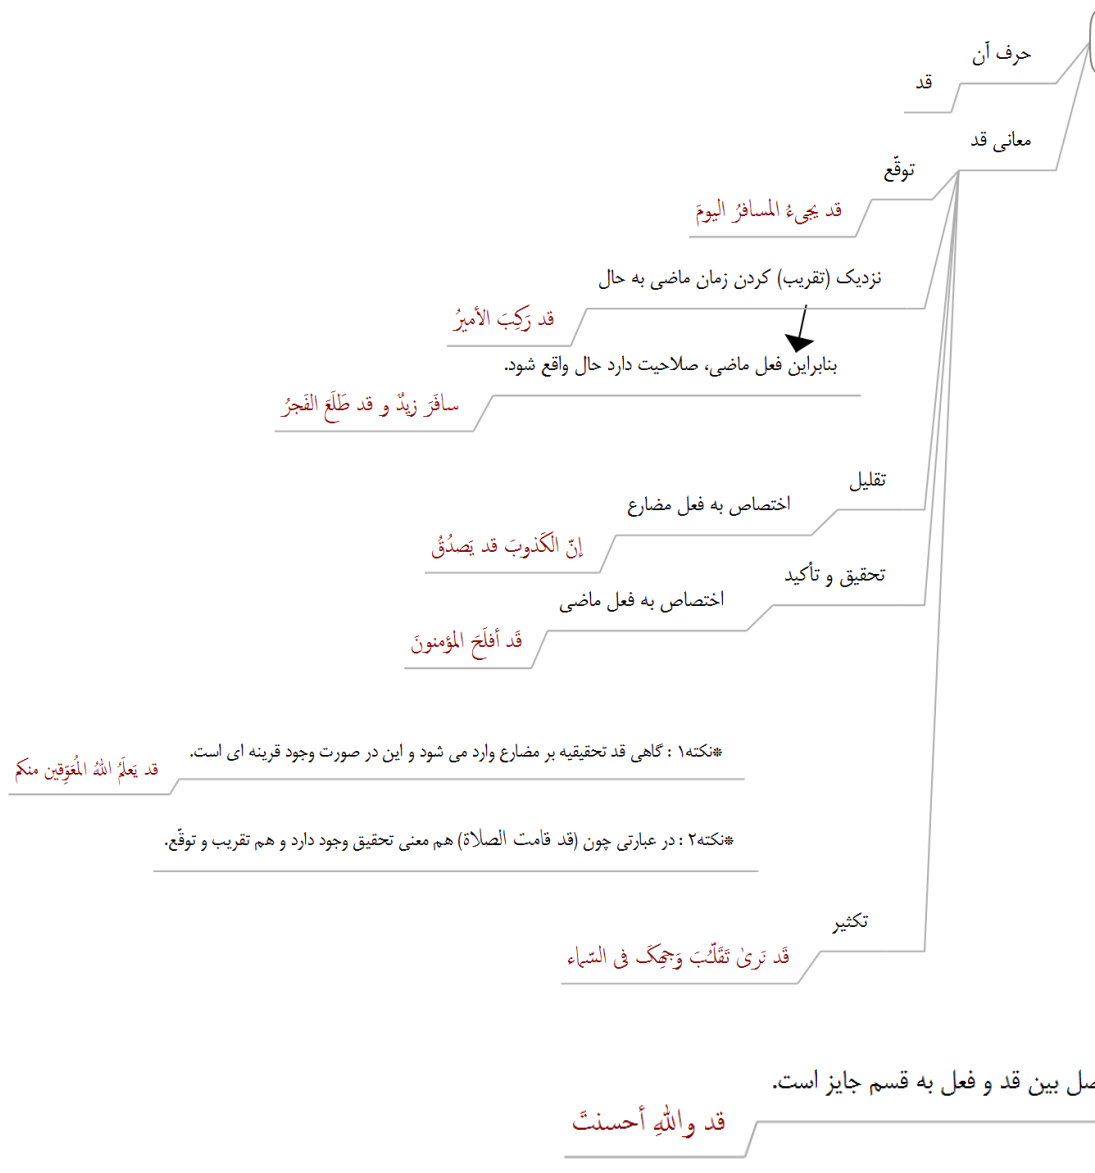 حرف آن
قد
معانی قد
توقّع
قد یجیءُ المسافرُ الیومَ
نزدیک (تقریب) کردن زمان ماضی به حال
قد رَکِبَ الأمیرُ
بنابراین فعل ماضی، صلاحیت دارد حال واقع شود.
سافَرَ زیدٌ و قد طَلَعَ الفَجرُ
تقلیل
اختصاص به فعل مضارع
إنّ الکَذوبَ قد یَصدُقُ
تحقیق و تأکید
اختصاص به فعل ماضی
قَد أفلَحَ المؤمنونَ
*نکته۱ : گاهی قد تحقیقیه بر مضارع وارد می شود و این در صورت وجود قرینه ای است.
قد یَعلَمُ اللهُ المُعَوِّقین منکم
*نکته۲ : در عبارتی چون (قد قامت الصلاة) هم معنی تحقیق وجود دارد و هم تقریب و توقّع.
تکثیر
قَد نَریٰ تَقَلُّبَ وَجهِکَ فی السّماء
بین قد و فعل به قسم جایز است.
قد واللهِ أحسنتَ